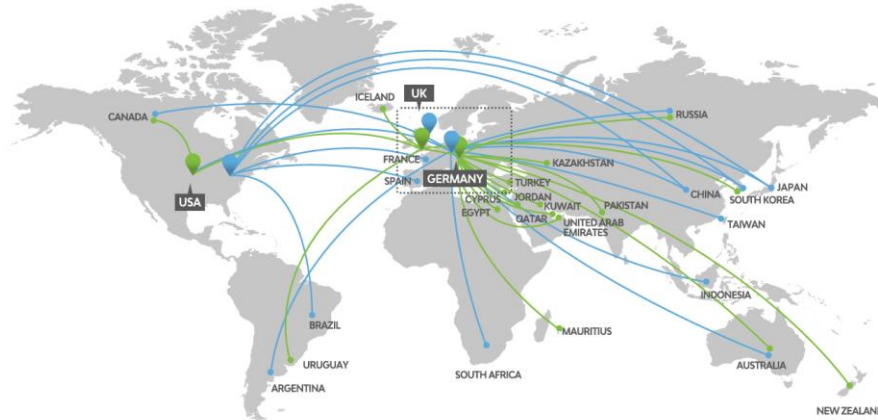 ICELAND
UK
CANADA
RUSSIA
FRANCE
KAZAKHSTAN
GERMANY
SPAIN
TURKEY
USA
CYPRUS
JORDAN
EGYPT
KUWAIT
QATAR
PAKISTAN
UNITED ARAB
EMIRATES
CHINA
JAPAN
SOUTH KOREA
TAIWAN
INDONESIA
BRAZIL
MAURITIUS
URUGUAY
ARGENTINA
SOUTH AFRICA
AUSTRALIA
NEW ZEALAND